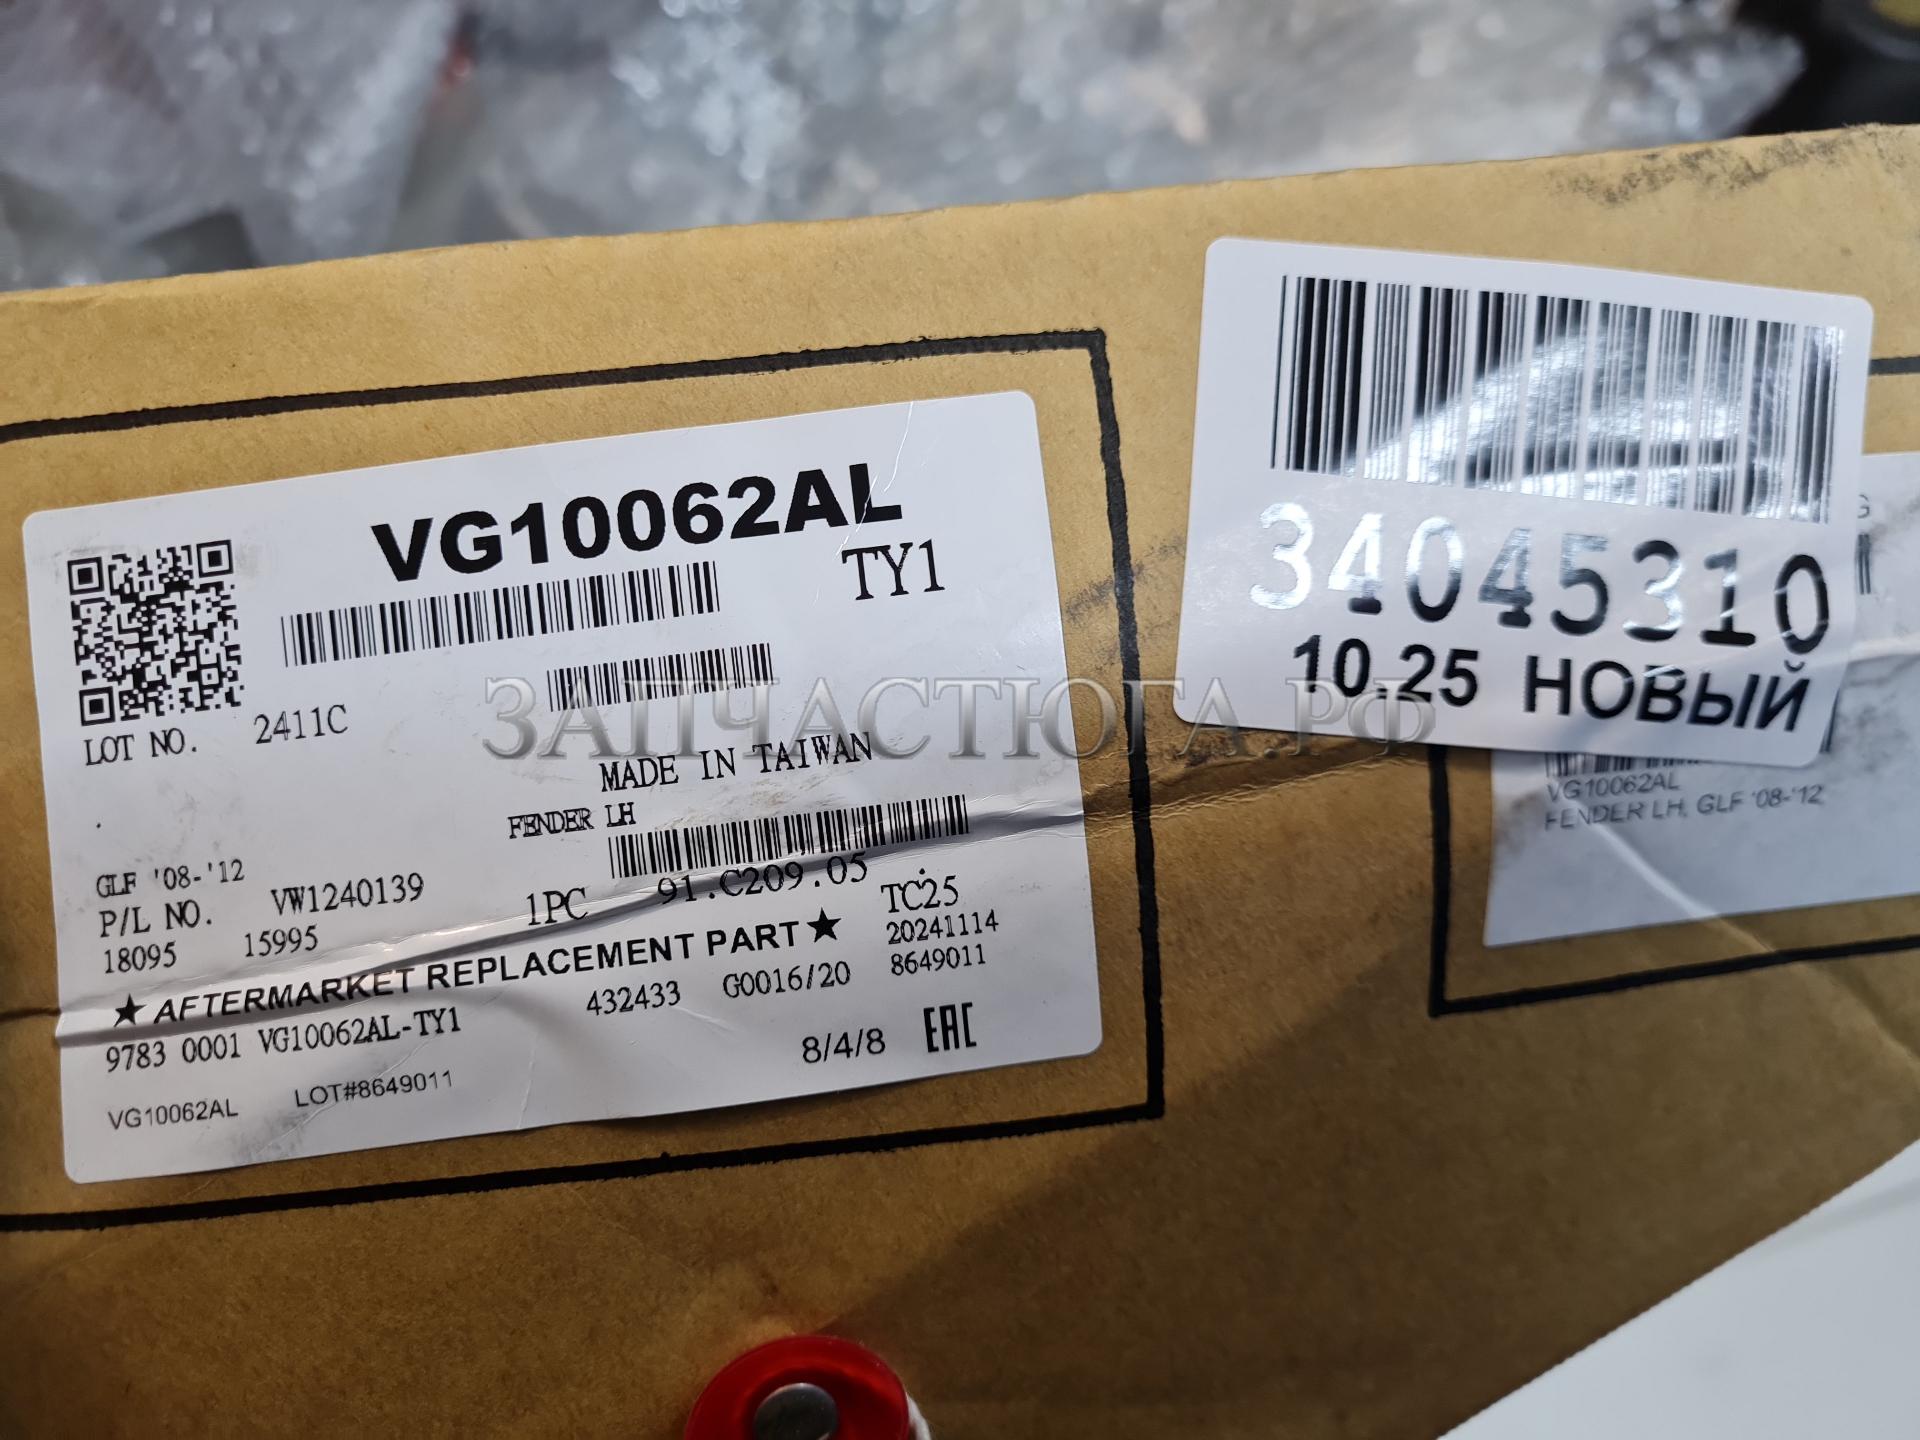 VG10062AL
TY1
LOT NO. 2411C
MADE IN TAIWAN
FENDER LH
GLF '08-'12
P/L NO. VW1240139
1PC 91.C209.05 TC25
18095 15995
20241114
★ AFTERMARKET REPLACEMENT PART ★
8649011
9783 0001 VG10062AL-TY1 432433 G0016/20
8/4/8 EAC
VG10062AL LOT#8649011
34045310
10.25 НОВЫЙ
VG10062AL
FENDER LH, GLF '08-'12
ЗАПЧАСТЮГА.РФ